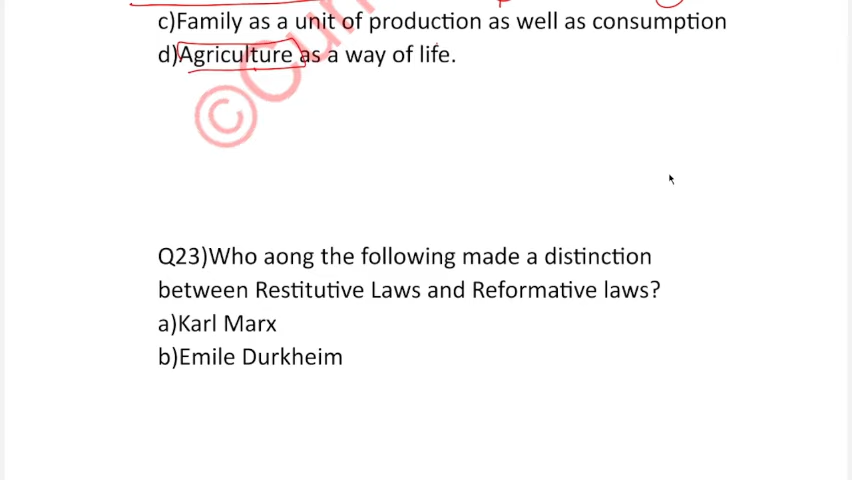 c)Family as a unit of production as well as consumption
d)Agriculture as a way of life.
Q23)Who aong the following made a distinction
between Restitutive Laws and Reformative laws?
a)Karl Marx
b)Emile Durkheim